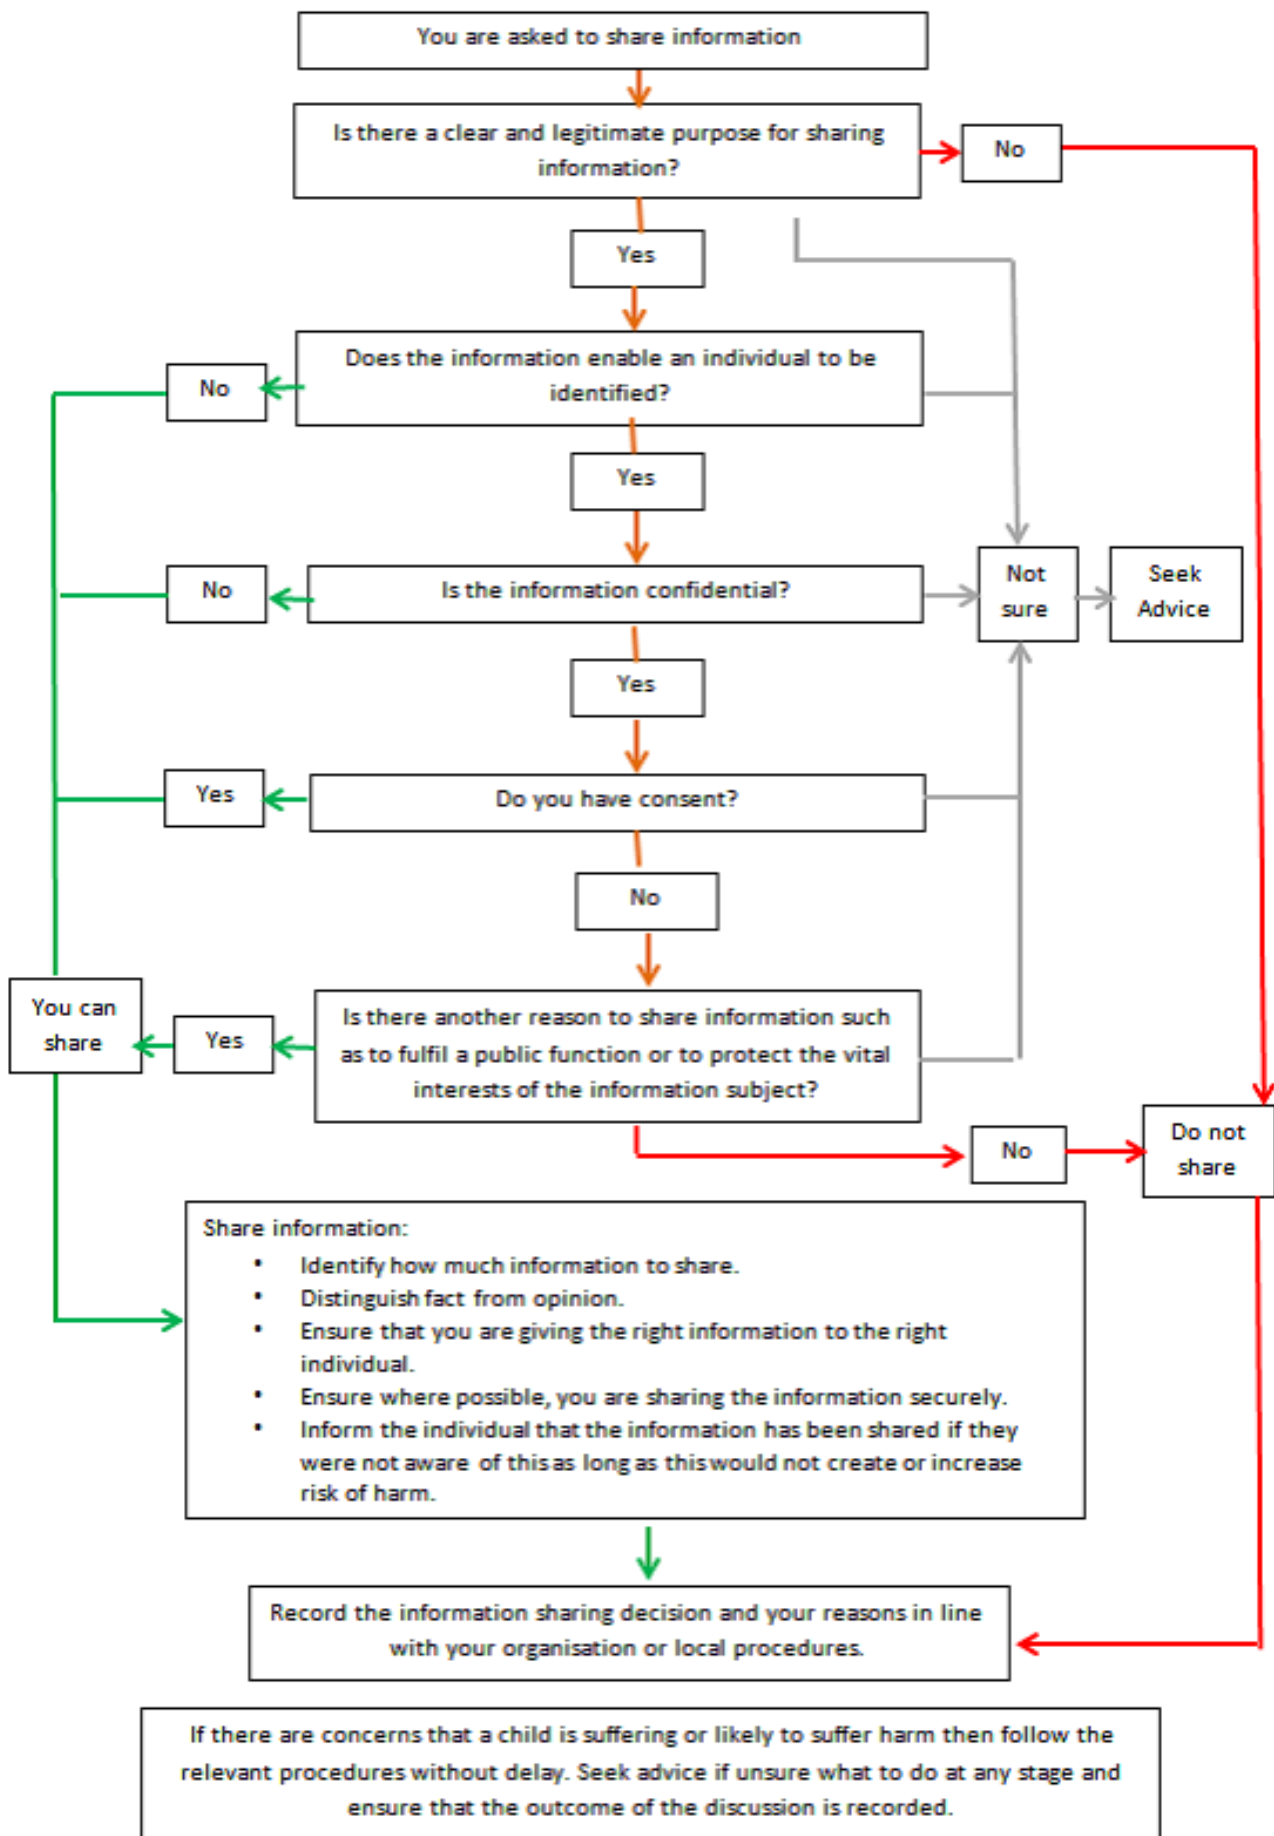 You are asked to share information
Is there a clear and legitimate purpose for sharing
information?
No
Yes
Does the information enable an individual to be
identified?
No
Yes
Is the information confidential?
No
Not
sure
Seek
Advice
Yes
Do you have consent?
Yes
No
You can
share
Yes
Is there another reason to share information such
as to fulfil a public function or to protect the vital
interests of the information subject?
No
Do not
share
Share information:
• Identify how much information to share.
• Distinguish fact from opinion.
• Ensure that you are giving the right information to the right
individual.
• Ensure where possible, you are sharing the information securely.
• Inform the individual that the information has been shared if they
were not aware of this as long as this would not create or increase
risk of harm.
Record the information sharing decision and your reasons in line
with your organisation or local procedures.
If there are concerns that a child is suffering or likely to suffer harm then follow the
relevant procedures without delay. Seek advice if unsure what to do at any stage and
ensure that the outcome of the discussion is recorded.